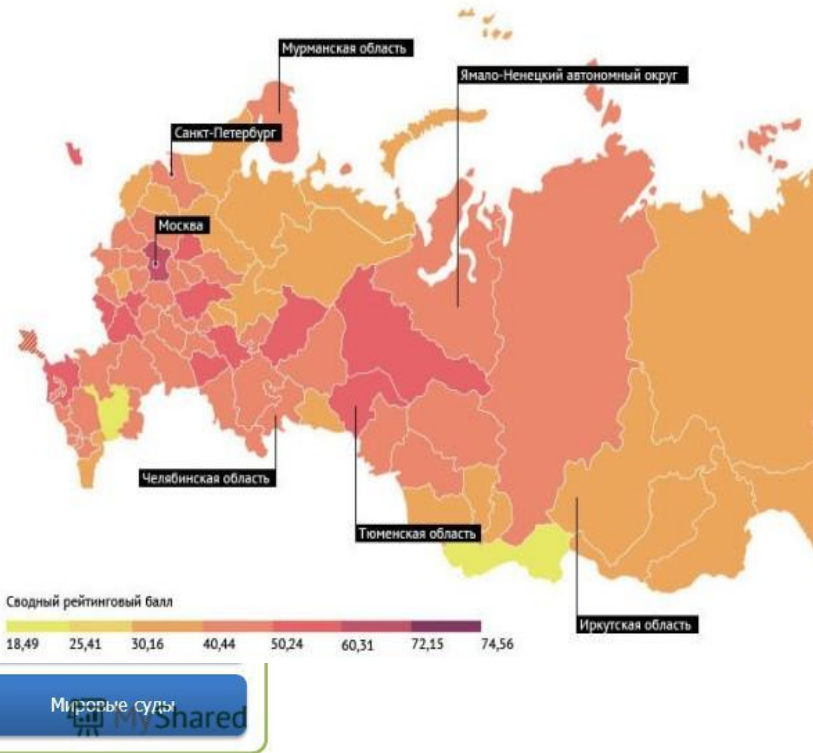 Мурманская область
Ямало-Ненецкий автономный округ
Санкт-Петербург
Москва
Челябинская область
Тюменская область
Иркутская область
Сводный рейтинговый балл
18,49 25,41 30,16 40,44 50,24 60,31 72,15 74,56
Мировые суды
MyShared